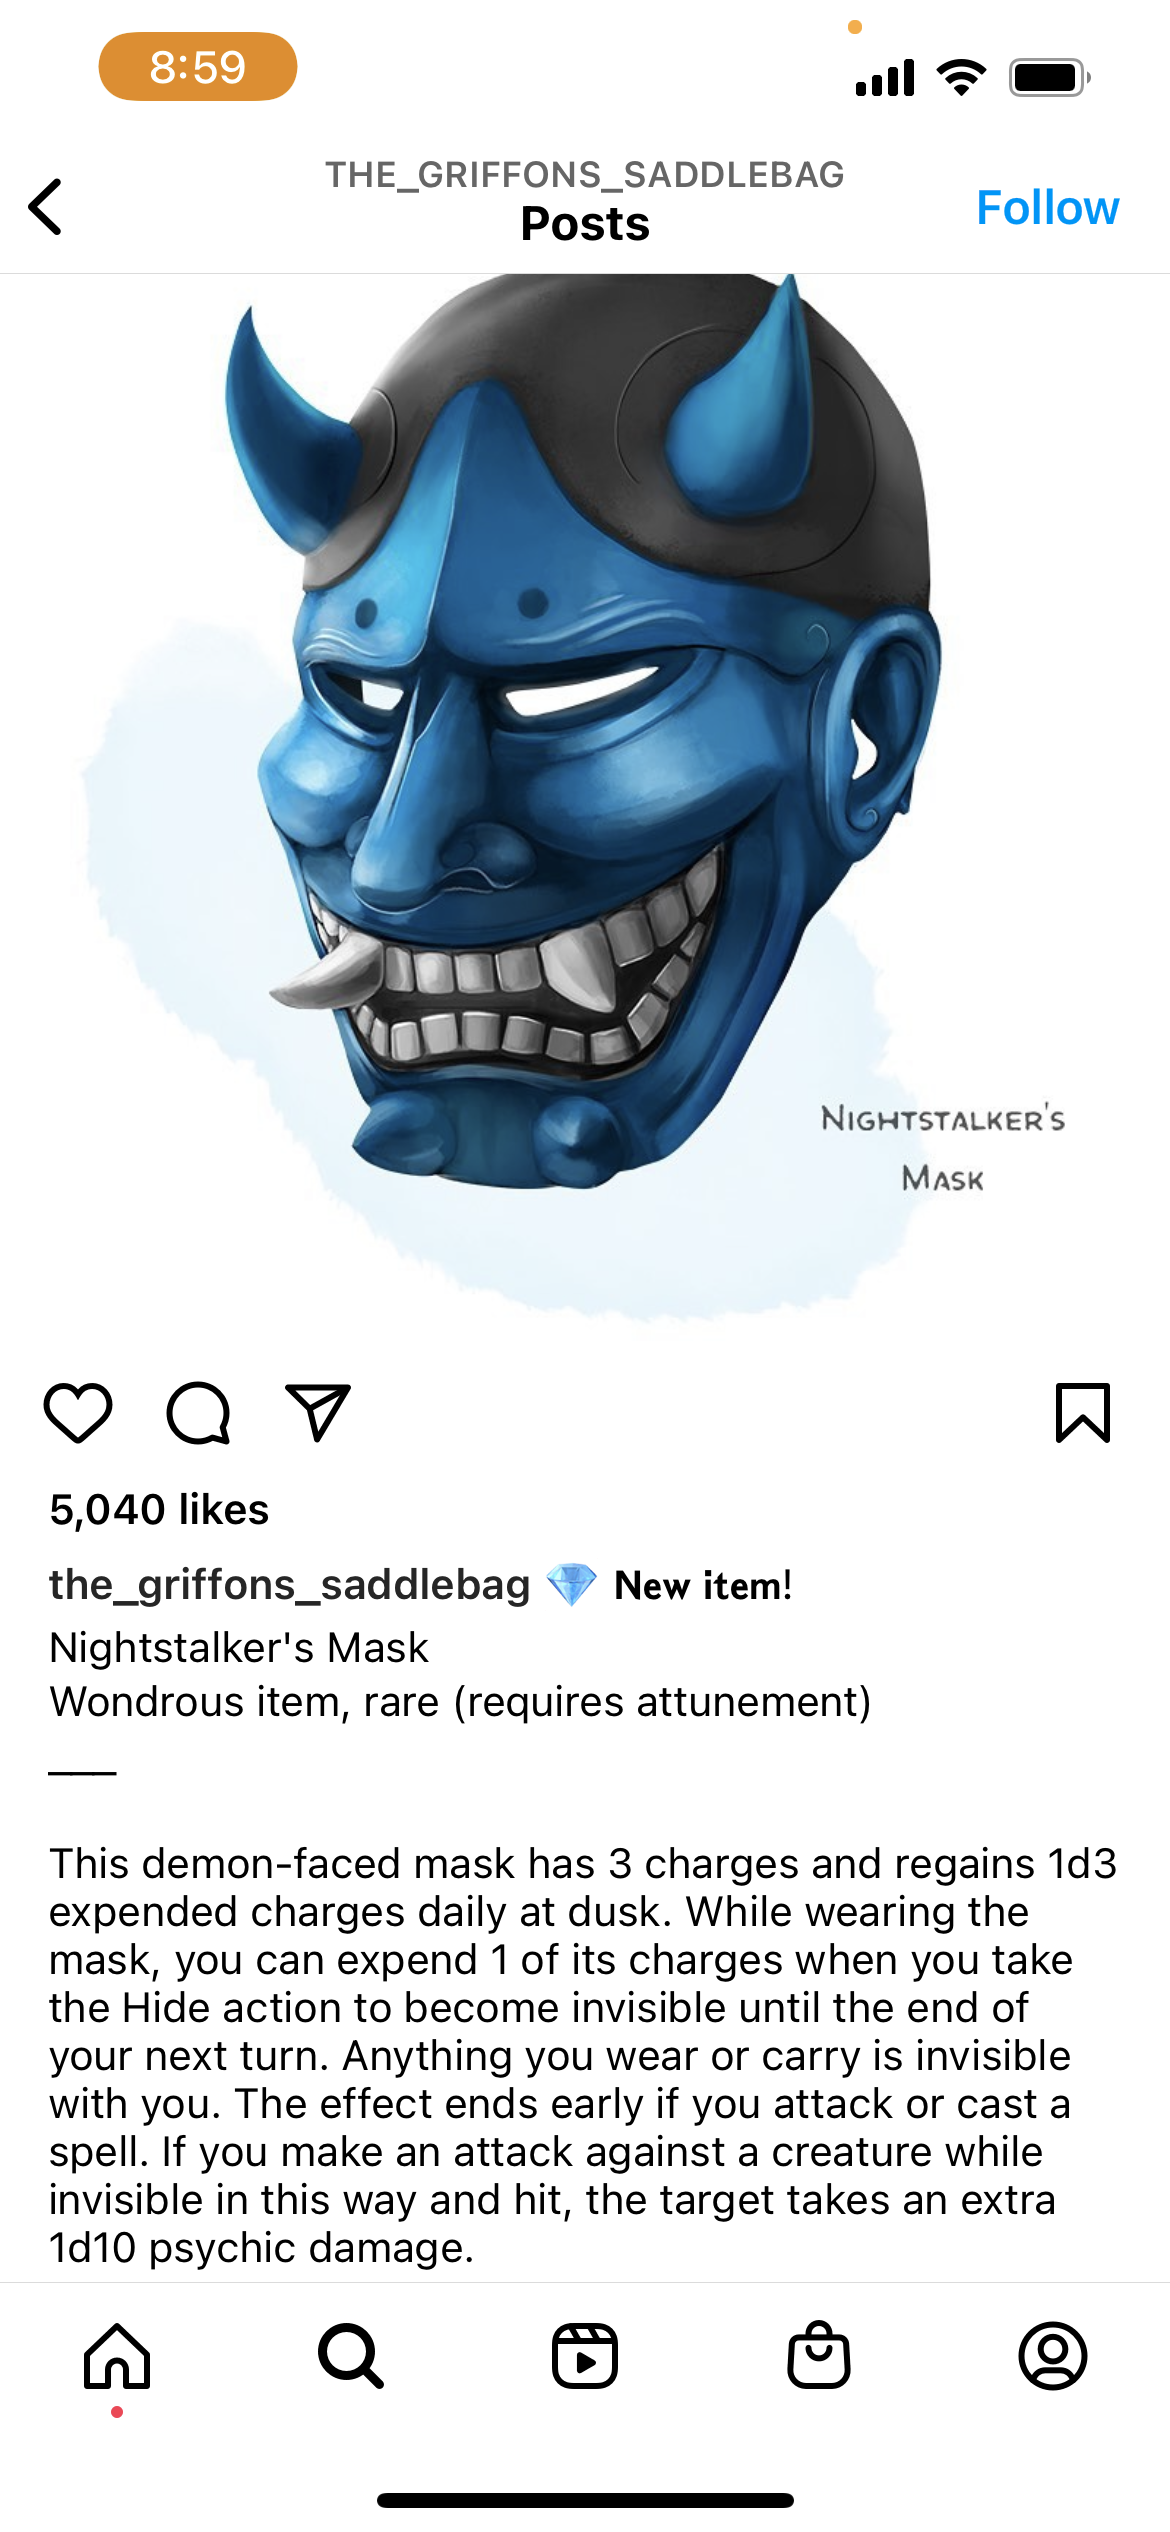 8:59
THE_GRIFFONS_SADDLEBAG
Posts
Follow
NIGHTSTALKER'S
MASK
5,040 likes
the_griffons_saddlebag 💎 New item!
Nightstalker's Mask
Wondrous item, rare (requires attunement)
___
This demon-faced mask has 3 charges and regains 1d3
expended charges daily at dusk. While wearing the
mask, you can expend 1 of its charges when you take
the Hide action to become invisible until the end of
your next turn. Anything you wear or carry is invisible
with you. The effect ends early if you attack or cast a
spell. If you make an attack against a creature while
invisible in this way and hit, the target takes an extra
1d10 psychic damage.